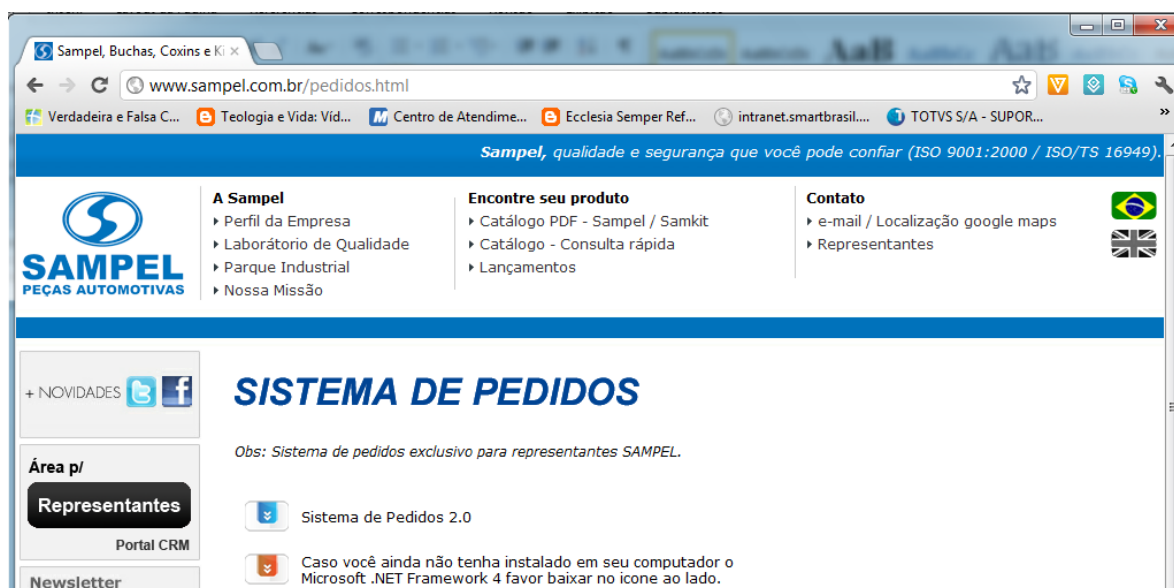 Sampel, Buchas, Coxins e Ki
www.sampel.com.br/pedidos.html
Verdadeira e Falsa C... Teologia e Vida: Víd... Centro de Atendime... Ecclesia Semper Ref... intranet.smartbrasil.... TOTVS S/A - SUPOR... »
Sampel, qualidade e segurança que você pode confiar (ISO 9001:2000 / ISO/TS 16949).
SAMPEL
PEÇAS AUTOMOTIVAS
A Sampel
Perfil da Empresa
Laborátorio de Qualidade
Parque Industrial
Nossa Missão
Encontre seu produto
Catálogo PDF - Sampel / Samkit
Catálogo - Consulta rápida
Lançamentos
Contato
e-mail / Localização google maps
Representantes
+ NOVIDADES
Área p/
Representantes
Portal CRM
Newsletter
SISTEMA DE PEDIDOS
Obs: Sistema de pedidos exclusivo para representantes SAMPEL.
Sistema de Pedidos 2.0
Caso você ainda não tenha instalado em seu computador o
Microsoft .NET Framework 4 favor baixar no icone ao lado.